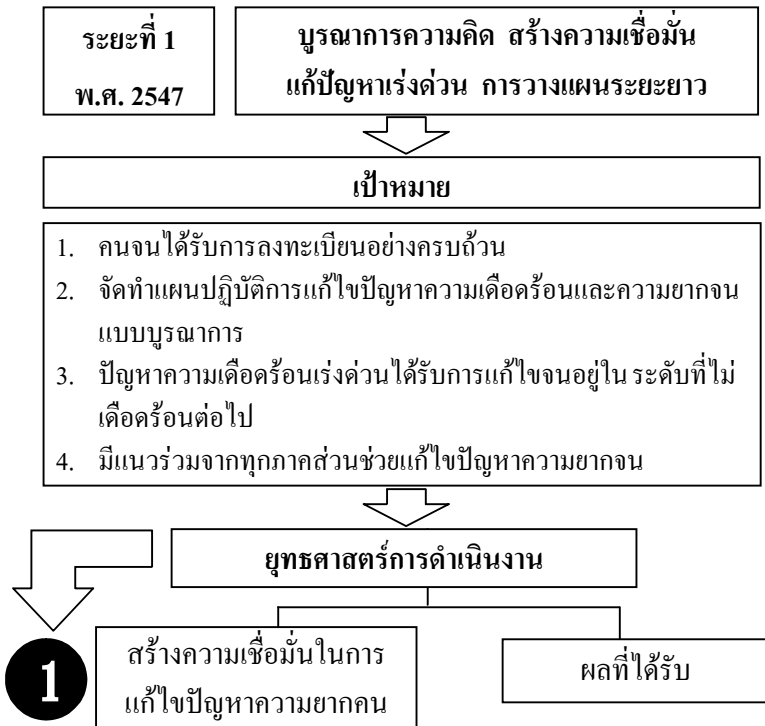 ระยะที่ 1
พ.ศ. 2547
บูรณาการความคิด สร้างความเชื่อมั่น
แก้ปัญหาเร่งด่วน การวางแผนระยะยาว
เป้าหมาย
1. คนจนได้รับการลงทะเบียนอย่างครบถ้วน
2. จัดทำแผนปฏิบัติการแก้ไขปัญหาความเดือดร้อนและความยากจน
แบบบูรณาการ
3. ปัญหาความเดือดร้อนเร่งด่วนได้รับการแก้ไขจนอยู่ใน ระดับที่ไม่
เดือดร้อนต่อไป
4. มีแนวร่วมจากทุกภาคส่วนช่วยแก้ไขปัญหาความยากจน
ยุทธศาสตร์การดำเนินงาน
1
สร้างความเชื่อมั่นในการ
แก้ไขปัญหาความยากคน
ผลที่ได้รับ